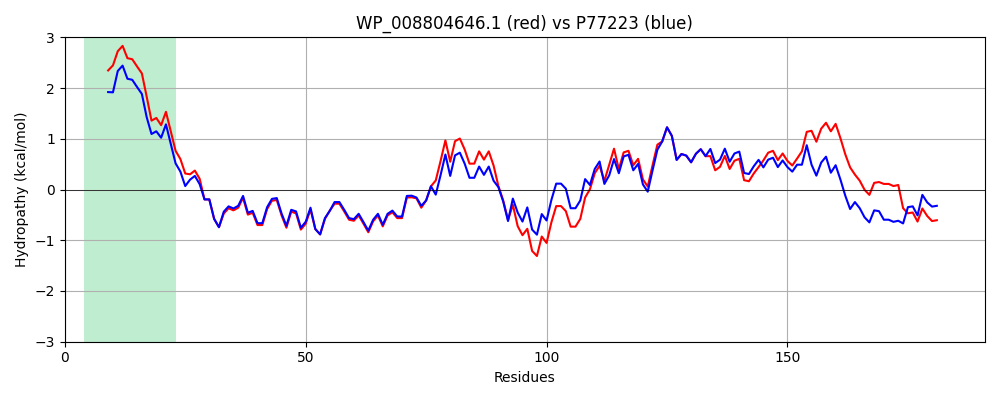 WP_008804646.1 (red) vs P77223 (blue)
Hydropathy (kcal/mol)
3
2
1
0
−1
−2
−3
0 50 100 150
Residues